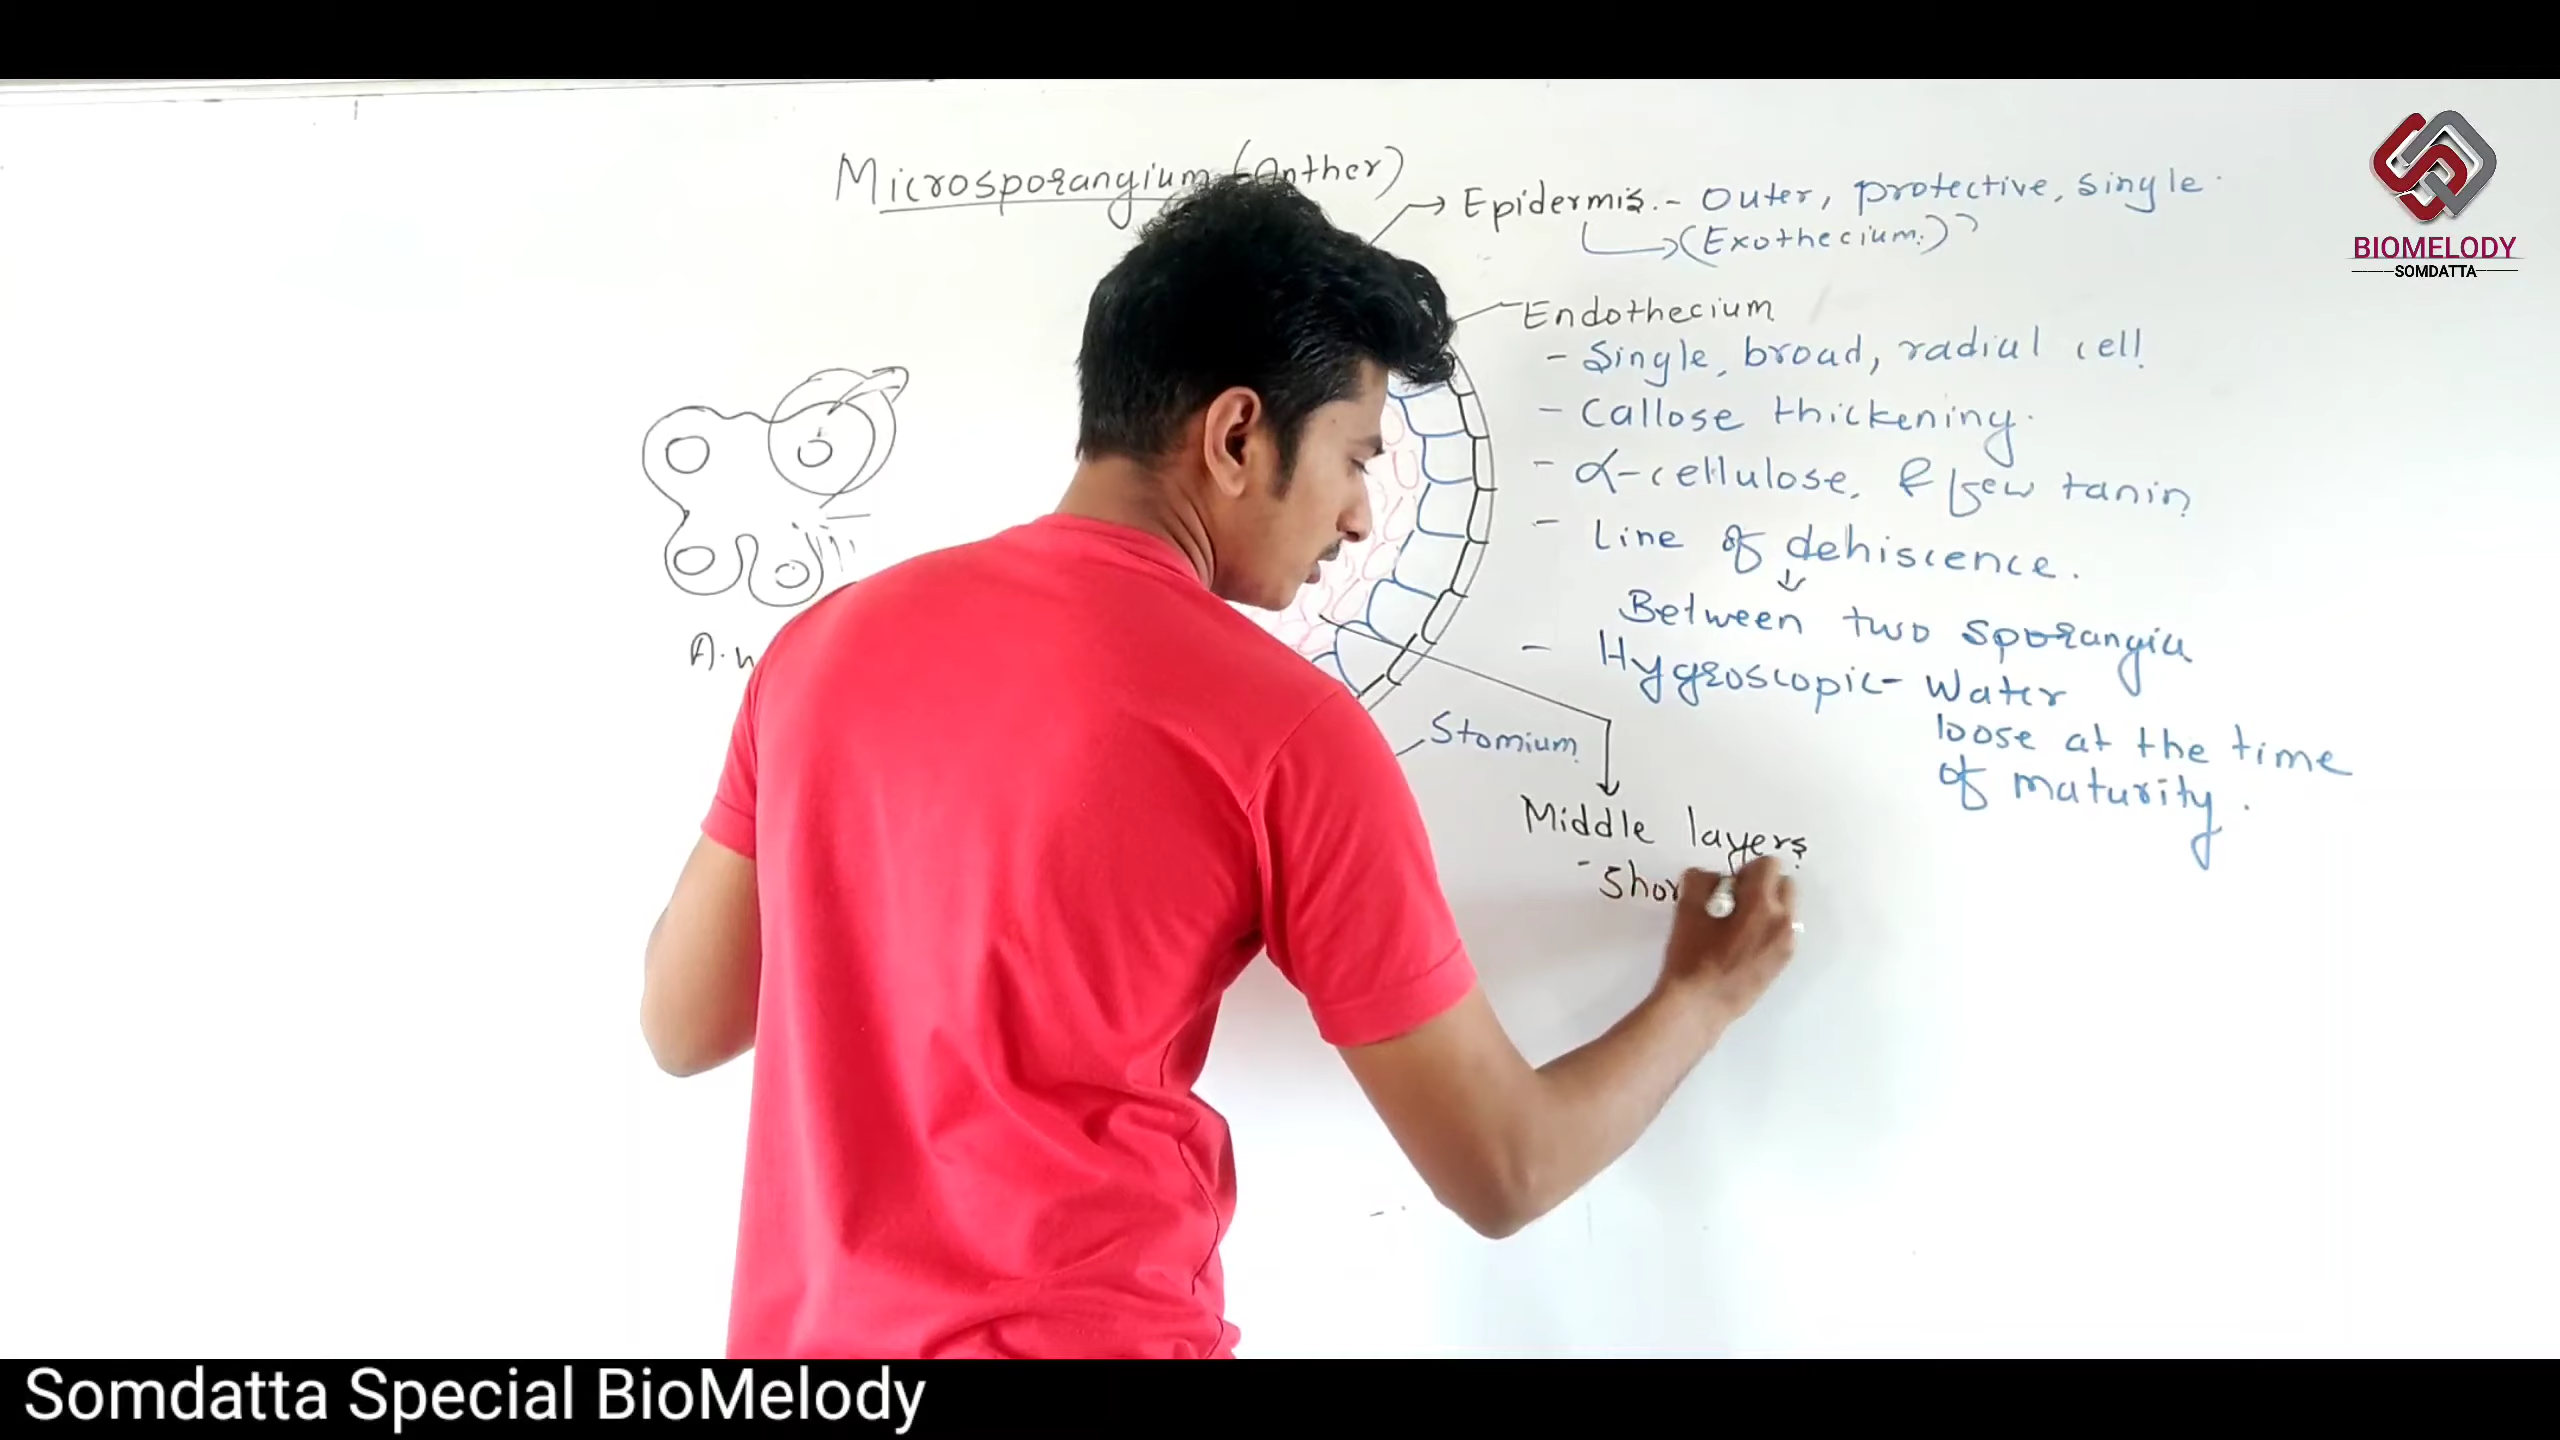 Microsporangium (Anther)
Epidermis. - Outer, protective, single
(Exothecium.)
Endothecium
- Single, broad, radial cell
- Callose thickening.
- α-cellulose, & few tanin
- Line of dehiscence.
Between two sporangia
- Hygroscopic - Water
loose at the time
of maturity.
Stomium
Middle layers
- Shor
A.
BIOMELODY
SOMDATTA
Somdatta Special BioMelody